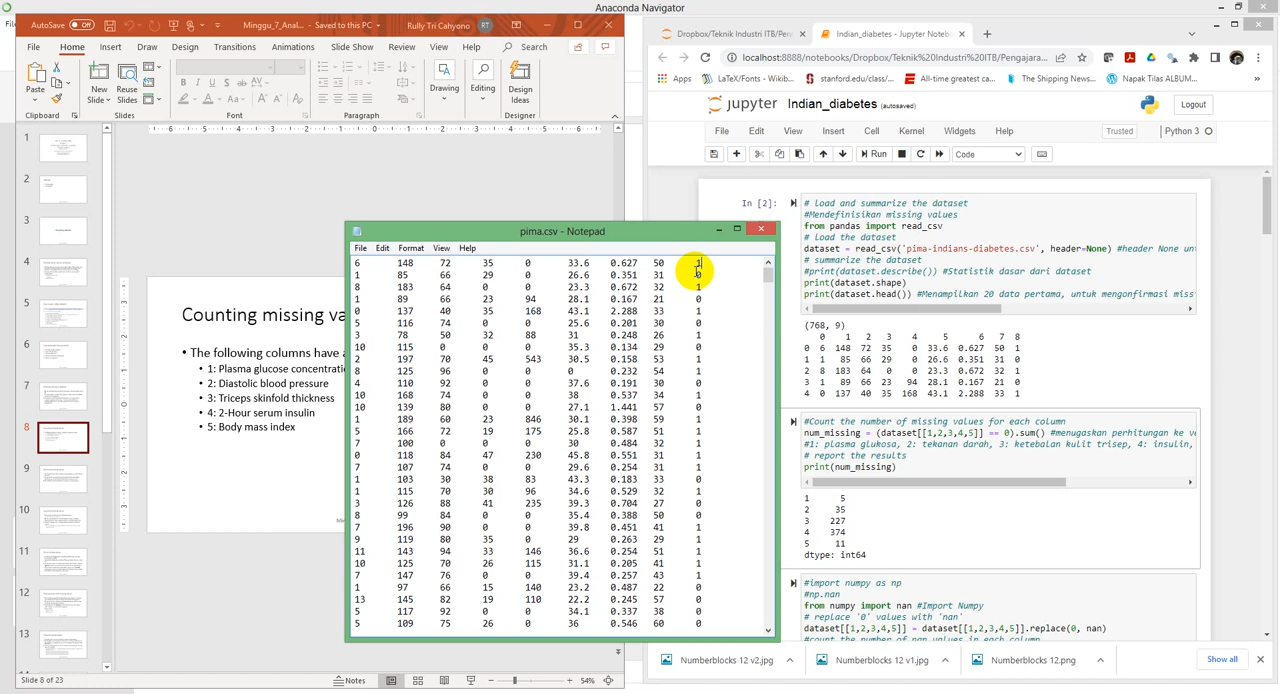 Anaconda Navigator
AutoSave Off
Minggu_7_Anal... - Saved to this PC
Rully Tri Cahyono RT
File Home Insert Draw Design Transitions Animations Slide Show Review View Help Search
Paste
New Slide
Reuse Slides
Drawing
Editing
Design Ideas
Clipboard Slides Font Paragraph Designer
1
2
3
4
5
6
7
8
9
10
11
12
13
Counting missing va
• The following columns have a
• 1: Plasma glucose concentratio
• 2: Diastolic blood pressure
• 3: Triceps skinfold thickness
• 4: 2-Hour serum insulin
• 5: Body mass index
Slide 8 of 23
Notes
54%
pima.csv - Notepad
File Edit Format View Help
6 148 72 35 0 33.6 0.627 50 1
1 85 66 29 0 26.6 0.351 31 0
8 183 64 0 0 23.3 0.672 32 1
1 89 66 23 94 28.1 0.167 21 0
0 137 40 35 168 43.1 2.288 33 1
5 116 74 0 0 25.6 0.201 30 0
3 78 50 32 88 31 0.248 26 1
10 115 0 0 0 35.3 0.134 29 0
2 197 70 45 543 30.5 0.158 53 1
8 125 96 0 0 0 0.232 54 1
4 110 92 0 0 37.6 0.191 30 0
10 168 74 0 0 38 0.537 34 1
10 139 80 0 0 27.1 1.441 57 0
1 189 60 23 846 30.1 0.398 59 1
5 166 72 19 175 25.8 0.587 51 1
7 100 0 0 0 30 0.484 32 1
0 118 84 47 230 45.8 0.551 31 1
7 107 74 0 0 29.6 0.254 31 1
1 103 30 38 83 43.3 0.183 33 0
1 115 70 30 96 34.6 0.529 32 1
3 126 88 41 235 39.3 0.704 27 0
8 99 84 0 0 35.4 0.388 50 0
7 196 90 0 0 39.8 0.451 41 1
9 119 80 35 0 29 0.263 29 1
11 143 94 33 146 36.6 0.254 51 1
10 125 70 26 115 31.1 0.205 41 1
7 147 76 0 0 39.4 0.257 43 1
1 97 66 15 140 23.2 0.487 22 0
13 145 82 19 110 22.2 0.245 57 0
5 117 92 0 0 34.1 0.337 38 0
5 109 75 26 0 36 0.546 60 0
Dropbox/Teknik Industri ITB/Pen
Indian_diabetes - Jupyter Notebook
localhost:8888/notebooks/Dropbox/Teknik%20Industri%20ITB/Pengajara...
Apps LaTeX/Fonts - Wikib... stanford.edu/class/... All-time greatest ca... The Shipping News... Napak Tilas ALBUM...
jupyter Indian_diabetes (autosaved)
Logout
File Edit View Insert Cell Kernel Widgets Help
Trusted Python 3
Run Code
In [2]:
# load and summarize the dataset
#Mendefinisikan missing values
from pandas import read_csv
# load the dataset
dataset = read_csv('pima-indians-diabetes.csv', header=None) #header None un
# summarize the dataset
#print(dataset.describe()) #Statistik dasar dari dataset
print(dataset.shape)
print(dataset.head()) #Menampilkan 20 data pertama, untuk mengonfirmasi miss
(768, 9)
0 1 2 3 4 5 6 7 8
0 6 148 72 35 0 33.6 0.627 50 1
1 1 85 66 29 0 26.6 0.351 31 0
2 8 183 64 0 0 23.3 0.672 32 1
3 1 89 66 23 94 28.1 0.167 21 0
4 0 137 40 35 168 43.1 2.288 33 1
#Count the number of missing values for each column
num_missing = (dataset[[1,2,3,4,5]] == 0).sum() #menugaskan perhitungan ke v
#1: plasma glukosa, 2: tekanan darah, 3: ketebalan kulit trisep, 4: insulin,
# report the results
print(num_missing)
1 5
2 35
3 227
4 374
5 11
dtype: int64
#import numpy as np
#np.nan
from numpy import nan #Import Numpy
# replace '0' values with 'nan'
dataset[[1,2,3,4,5]] = dataset[[1,2,3,4,5]].replace(0, nan)
#count the number of nan values in each column
Numberblocks 12 v2.jpg
Numberblocks 12 v1.jpg
Numberblocks 12.png
Show all